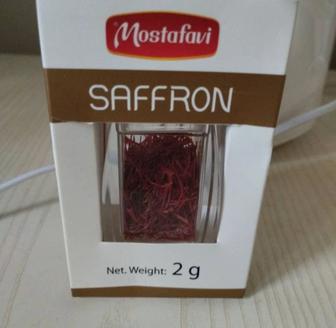 Mostafavi
SAFFRON
Net. Weight: 2 g